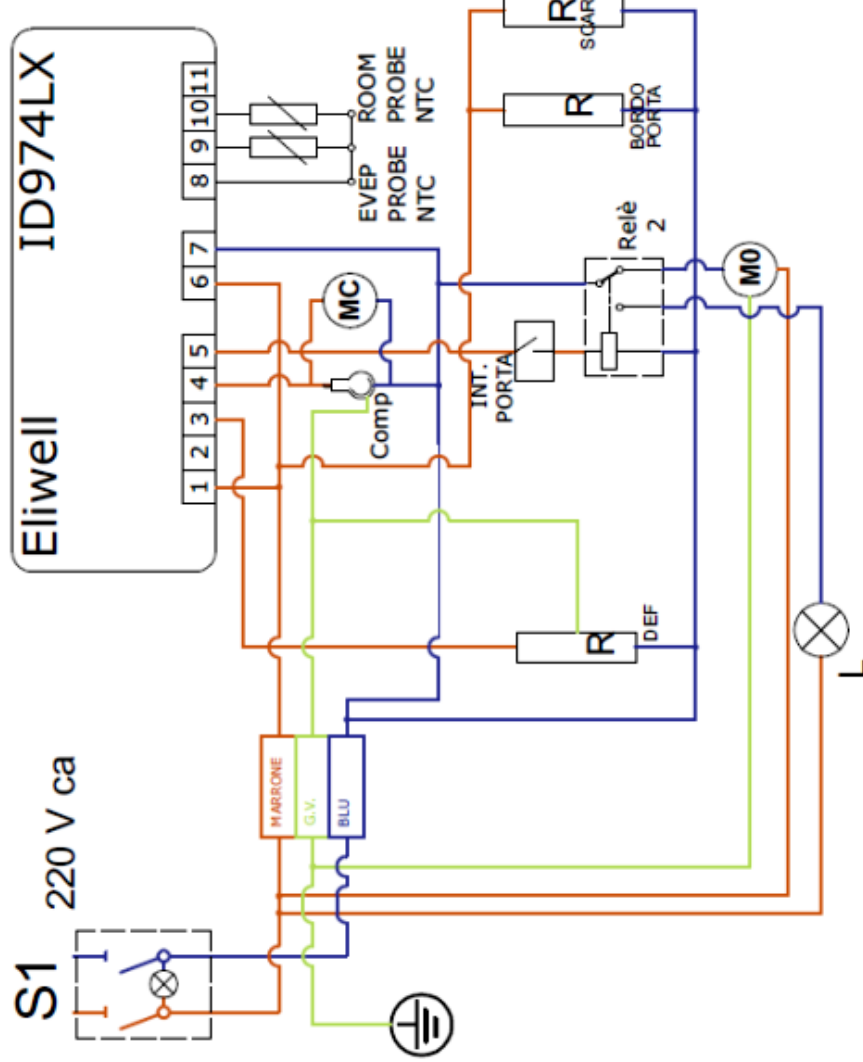 Eliwell
ID974LX
1 2 3 4 5 6 7 8 9 10 11
S1
220 V ca
MARRONE
G.V.
BLU
Comp
MC
EVEP
PROBE
NTC
ROOM
PROBE
NTC
INT.
PORTA
Relè
2
M0
R
DEF
R
BORDO
PORTA
R